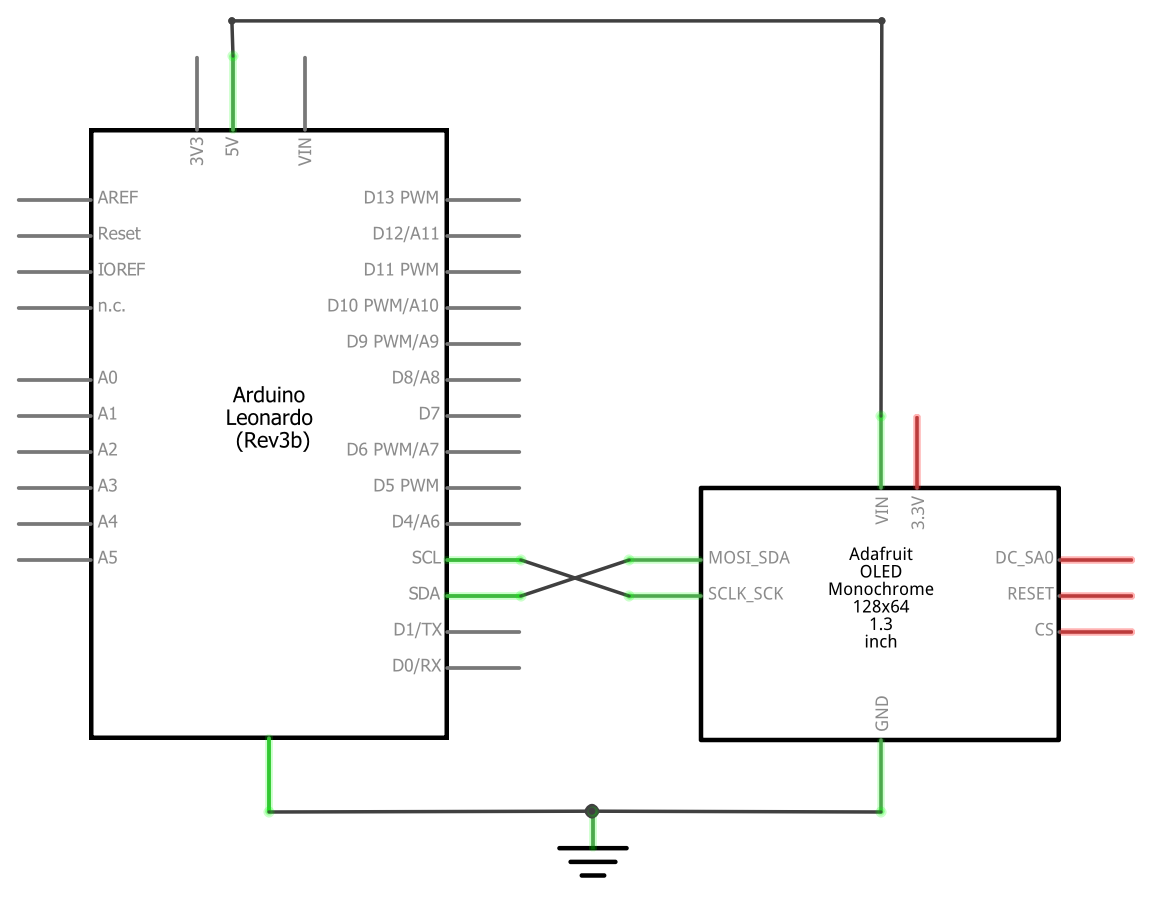 3V3
5V
VIN
AREF
Reset
IOREF
n.c.
A0
A1
A2
A3
A4
A5
Arduino
Leonardo
(Rev3b)
D13 PWM
D12/A11
D11 PWM
D10 PWM/A10
D9 PWM/A9
D8/A8
D7
D6 PWM/A7
D5 PWM
D4/A6
SCL
SDA
D1/TX
D0/RX
VIN
3.3V
MOSI_SDA
SCLK_SCK
Adafruit
OLED
Monochrome
128x64
1.3
inch
DC_SA0
RESET
CS
GND